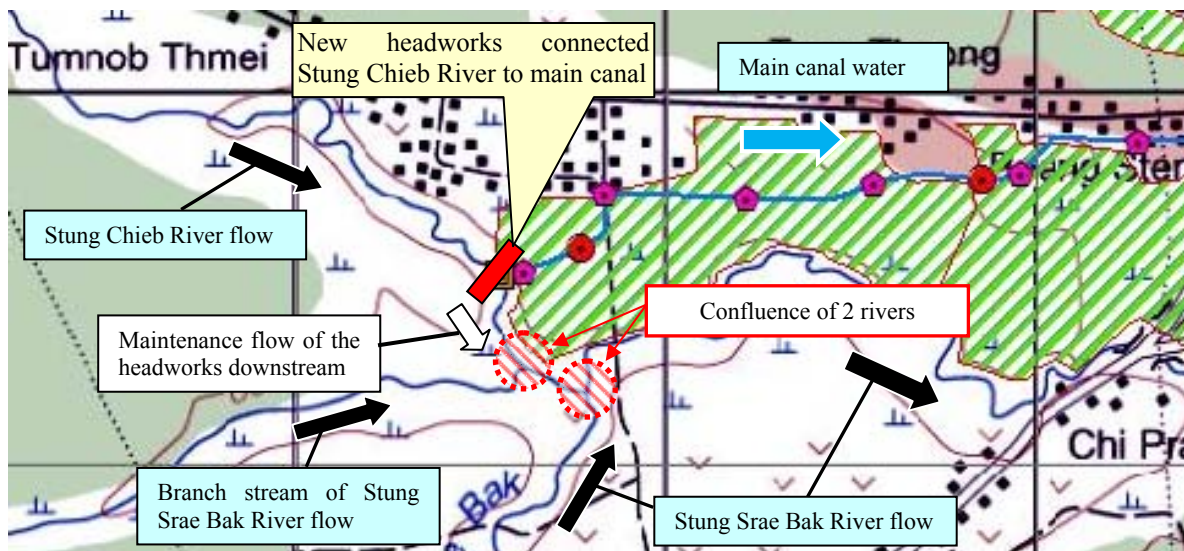 Tumnob Thmei
New headworks connected
Stung Chieb River to main canal
Main canal water
Stung Chieb River flow
Maintenance flow of the
headworks downstream
Confluence of 2 rivers
Branch stream of Stung
Srae Bak River flow
Bak
Stung Srae Bak River flow
Chi Pra